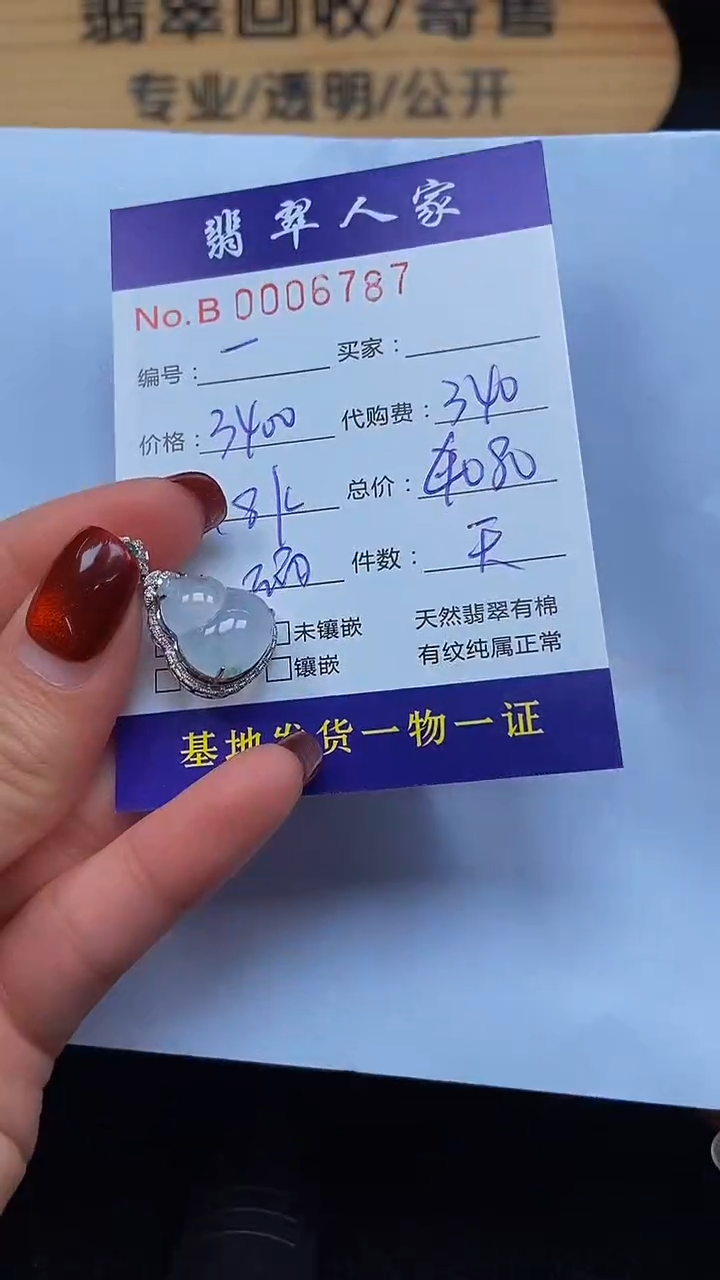 翡翠回收/寄售
专业/透明/公开
翡翠人家
No.B 0006787
编号：一 买家：
价格：3400 代购费：340
总价：4080
件数：天
未镶嵌 天然翡翠有棉
镶嵌 有纹纯属正常
基地发货一物一证